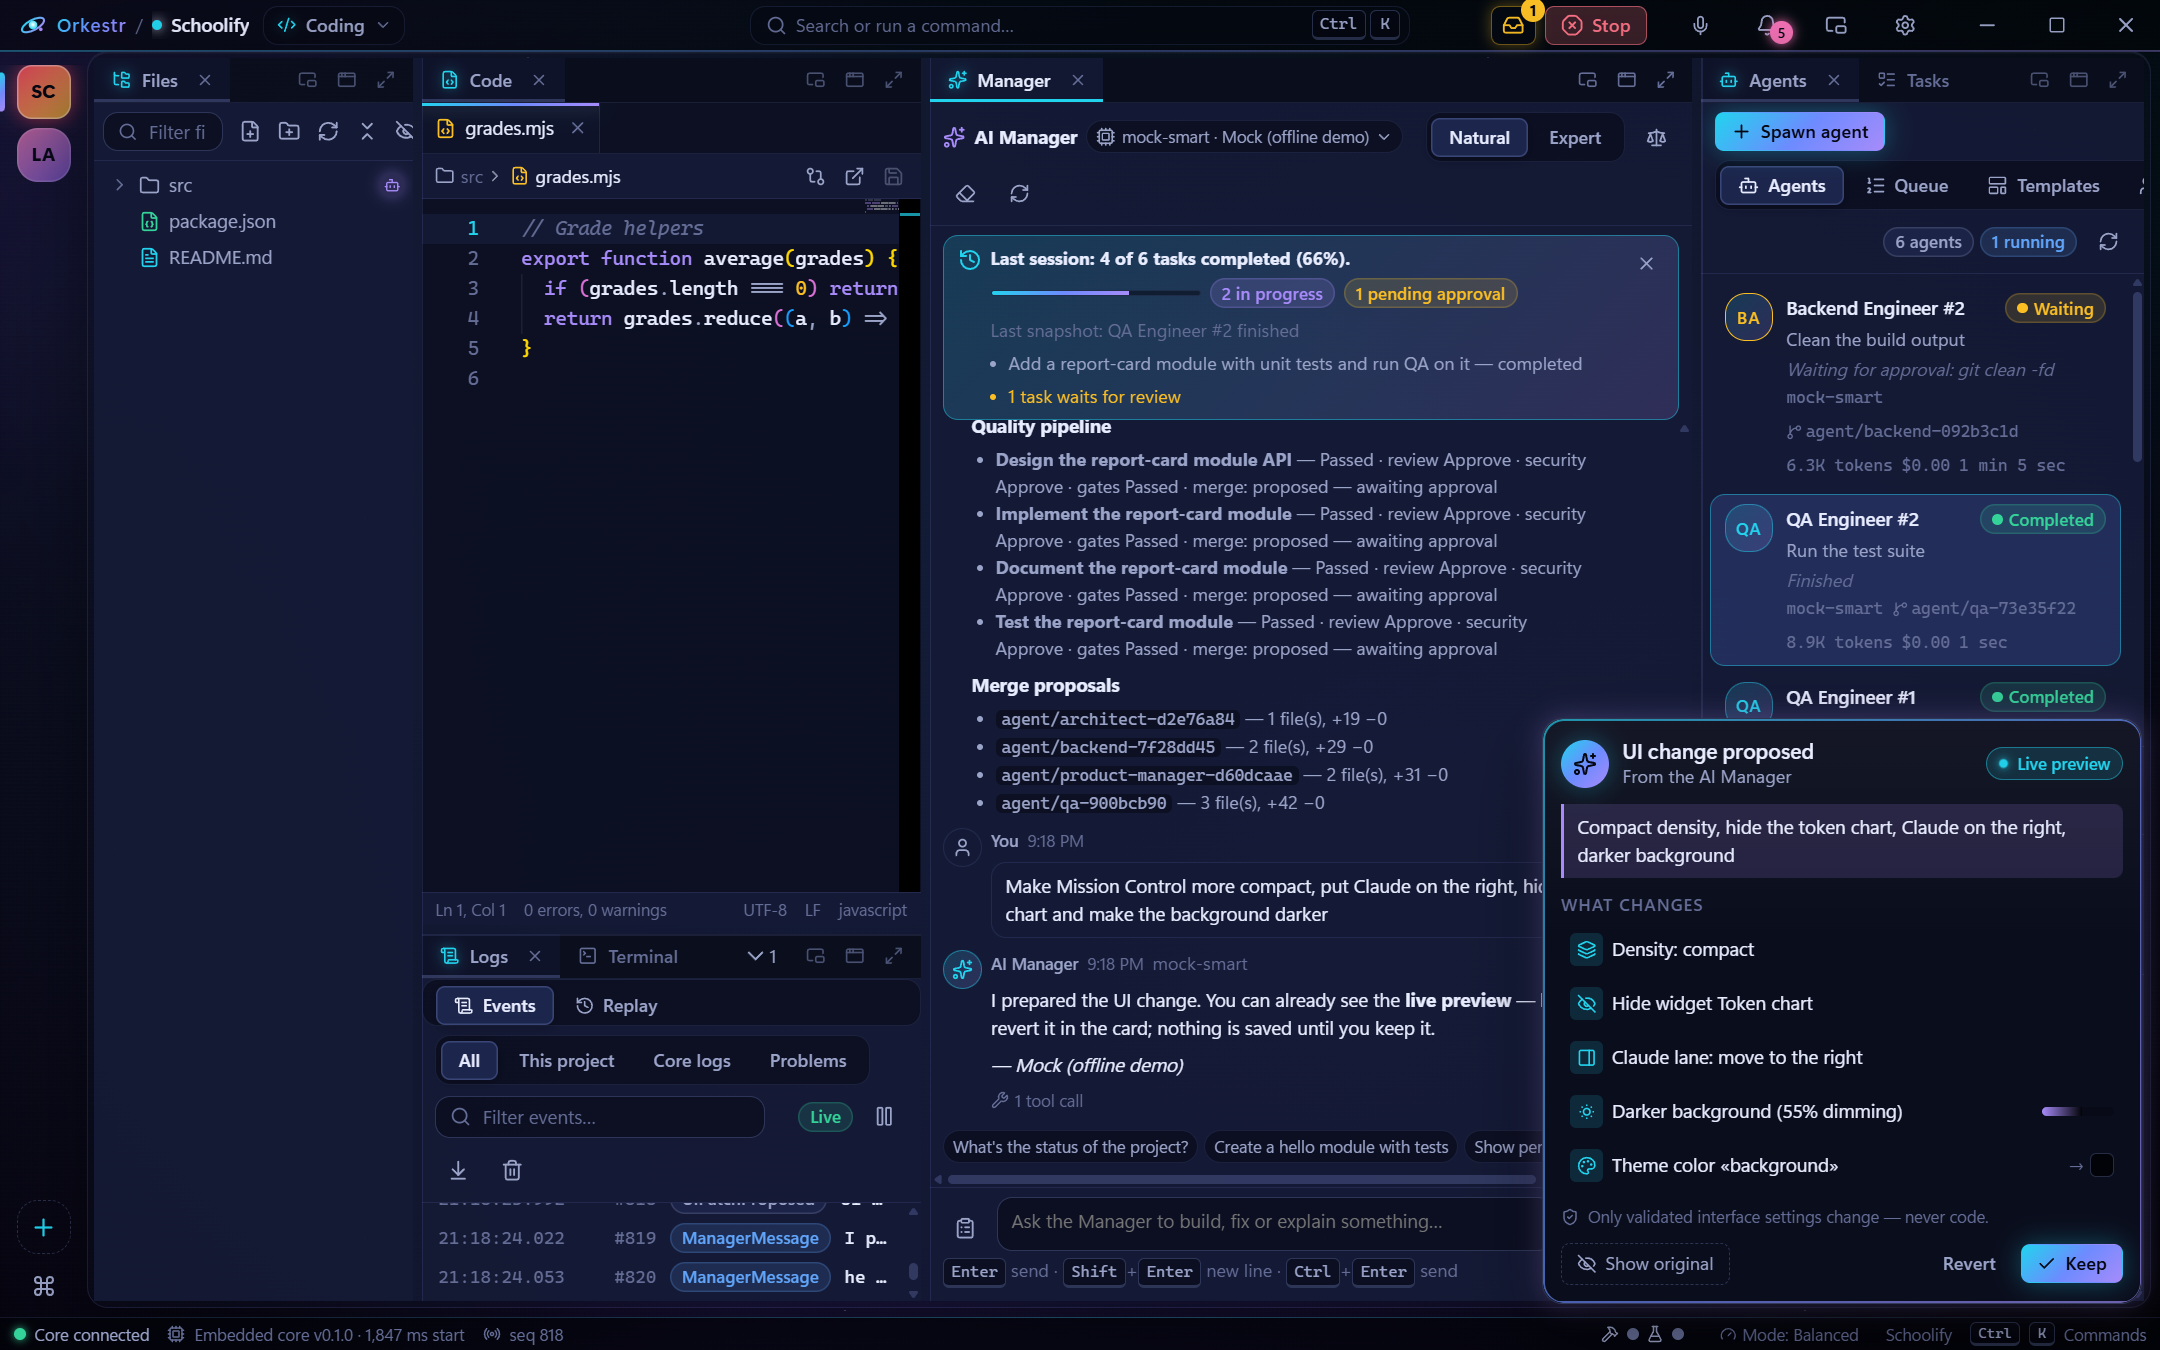 Orkestr / Schoolify Coding
Search or run a command... Ctrl K
1 Stop 5
SC
LA
Files
Filter fi
src
package.json
README.md
Code
grades.mjs
src > grades.mjs
1 // Grade helpers
2 export function average(grades) {
3 if (grades.length === 0) return
4 return grades.reduce((a, b) =>
5 }
6
Ln 1, Col 1 0 errors, 0 warnings UTF-8 LF javascript
Logs Terminal 1
Events Replay
All This project Core logs Problems
Filter events... Live
21:18:24.022 #819 ManagerMessage I p…
21:18:24.053 #820 ManagerMessage he …
Manager
AI Manager mock-smart · Mock (offline demo) Natural Expert
Last session: 4 of 6 tasks completed (66%).
2 in progress 1 pending approval
Last snapshot: QA Engineer #2 finished
• Add a report-card module with unit tests and run QA on it — completed
• 1 task waits for review
Quality pipeline
• Design the report-card module API — Passed · review Approve · security
Approve · gates Passed · merge: proposed — awaiting approval
• Implement the report-card module — Passed · review Approve · security
Approve · gates Passed · merge: proposed — awaiting approval
• Document the report-card module — Passed · review Approve · security
Approve · gates Passed · merge: proposed — awaiting approval
• Test the report-card module — Passed · review Approve · security
Approve · gates Passed · merge: proposed — awaiting approval
Merge proposals
• agent/architect-d2e76a84 — 1 file(s), +19 −0
• agent/backend-7f28dd45 — 2 file(s), +29 −0
• agent/product-manager-d60dcaae — 2 file(s), +31 −0
• agent/qa-900bcb90 — 3 file(s), +42 −0
You 9:18 PM
Make Mission Control more compact, put Claude on the right,
chart and make the background darker
AI Manager 9:18 PM mock-smart
I prepared the UI change. You can already see the live preview —
revert it in the card; nothing is saved until you keep it.
— Mock (offline demo)
1 tool call
What's the status of the project? Create a hello module with tests Show
Ask the Manager to build, fix or explain something...
Enter send · Shift + Enter new line · Ctrl + Enter send
Agents Tasks
Spawn agent
Agents Queue Templates
6 agents 1 running
BA Backend Engineer #2 Waiting
Clean the build output
Waiting for approval: git clean -fd
mock-smart
agent/backend-092b3c1d
6.3K tokens $0.00 1 min 5 sec
QA QA Engineer #2 Completed
Run the test suite
Finished
mock-smart agent/qa-73e35f22
8.9K tokens $0.00 1 sec
QA QA Engineer #1 Completed
UI change proposed
From the AI Manager
Live preview
Compact density, hide the token chart, Claude on the right,
darker background
WHAT CHANGES
Density: compact
Hide widget Token chart
Claude lane: move to the right
Darker background (55% dimming)
Theme color «background» →
Only validated interface settings change — never code.
Show original Revert Keep
Core connected Embedded core v0.1.0 · 1,847 ms start seq 818
Mode: Balanced Schoolify Ctrl K Commands